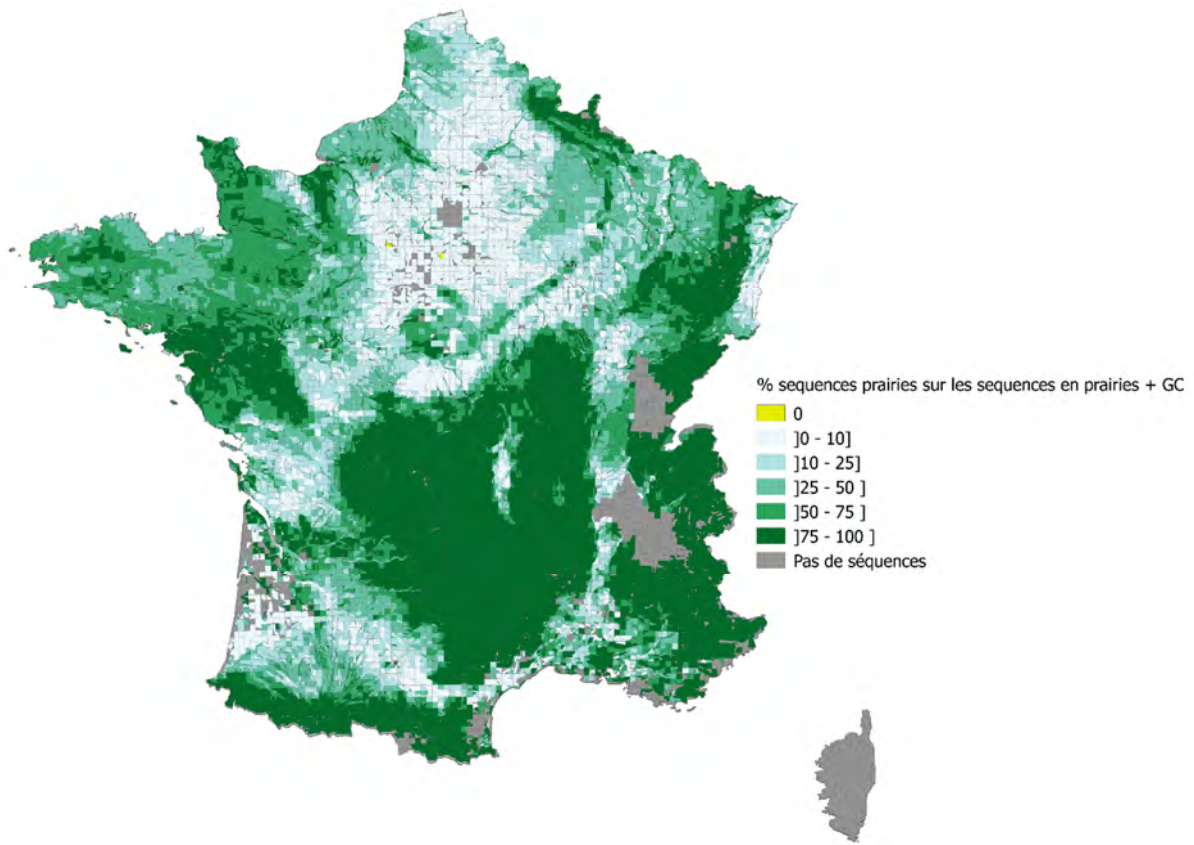 % sequences prairies sur les sequences en prairies + GC
0
]0 - 10]
]10 - 25]
]25 - 50 ]
]50 - 75 ]
]75 - 100 ]
Pas de séquences